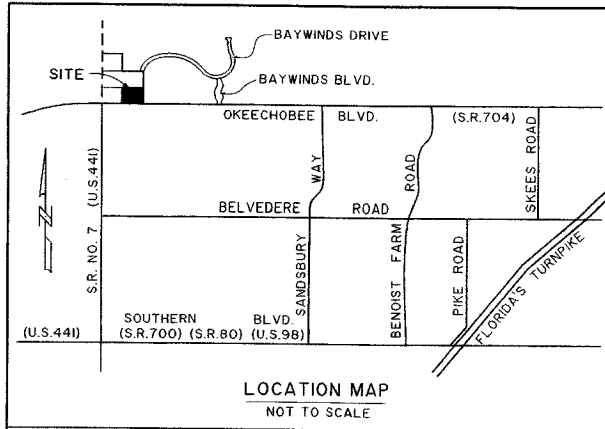 BAYWINDS DRIVE
SITE
BAYWINDS BLVD.
OKEECHOBEE BLVD. (S.R.704)
S.R. NO. 7 (U.S.441)
N
SANDSBURY WAY
BENOIST FARM ROAD
SKEES ROAD
BELVEDERE ROAD
PIKE ROAD
FLORIDA'S TURNPIKE
SOUTHERN BLVD.
(U.S.441) (S.R.700) (S.R.80) (U.S.98)
LOCATION MAP
NOT TO SCALE